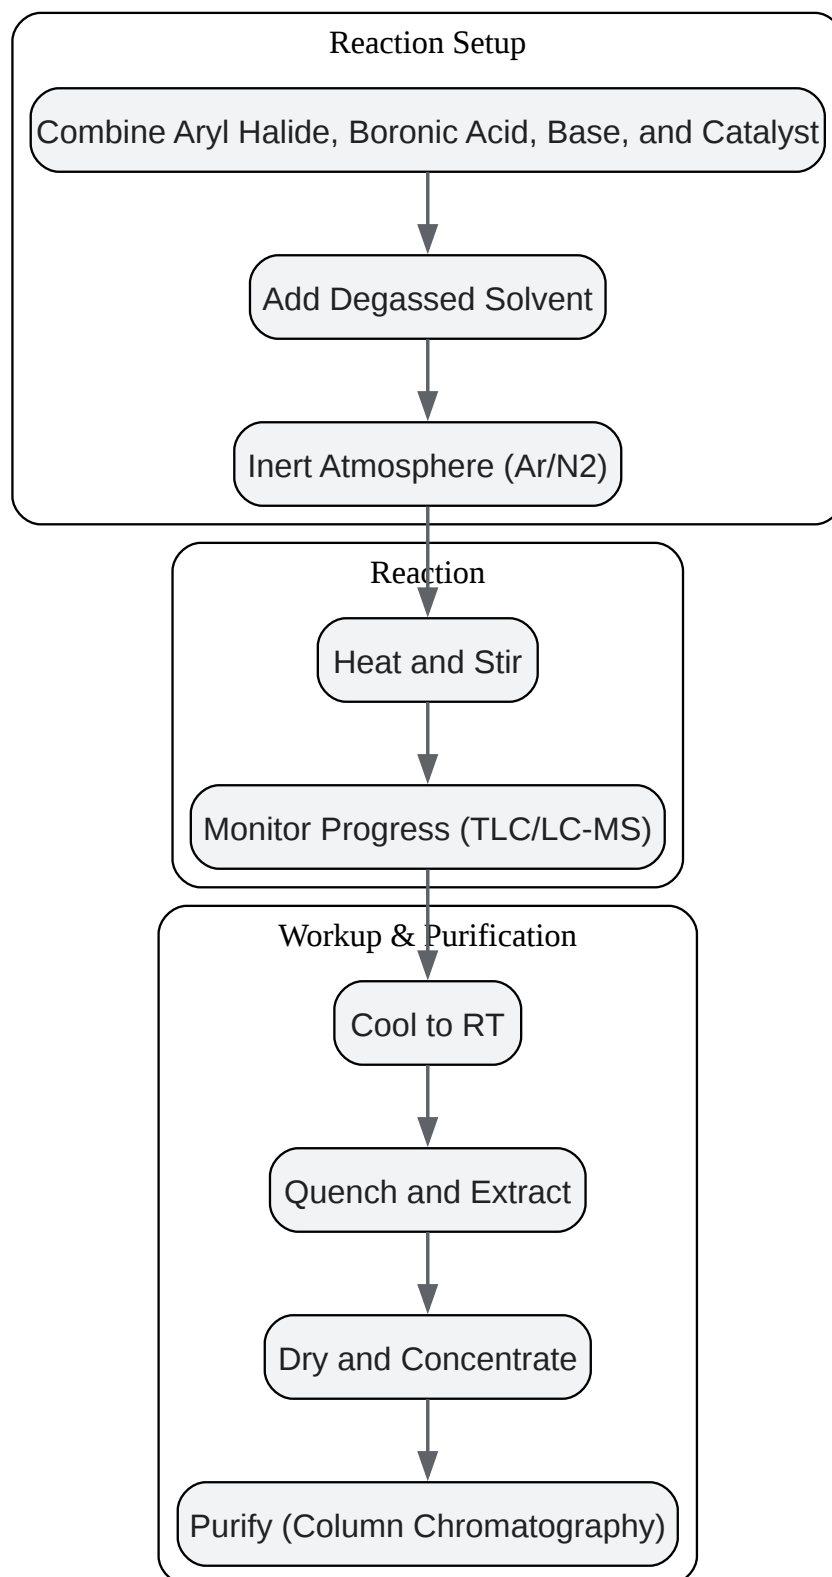 Reaction Setup
Combine Aryl Halide, Boronic Acid, Base, and Catalyst
Add Degassed Solvent
Inert Atmosphere (Ar/N2)
Reaction
Heat and Stir
Monitor Progress (TLC/LC-MS)
Workup & Purification
Cool to RT
Quench and Extract
Dry and Concentrate
Purify (Column Chromatography)